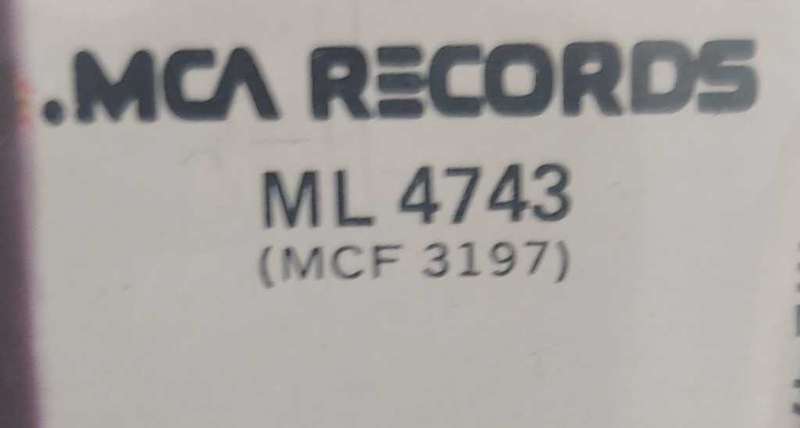 .MCA RECORDS
ML 4743
(MCF 3197)